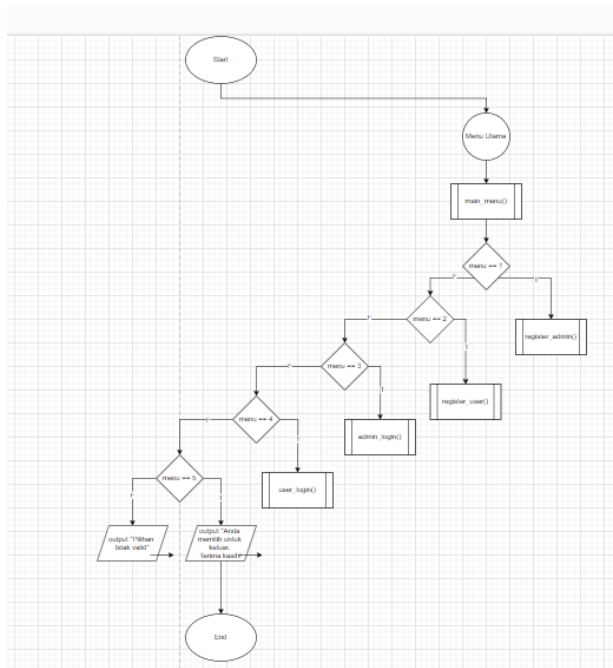 Start
Menu Utama
main_menu()
menu == 1
F
menu == 2
register_admin()
F
menu == 3
register_user()
F
menu == 4
admin_login()
F
menu == 5
user_login()
F
output "Pilihan
tidak valid"
output "Anda
memilih untuk
keluar.
Terima kasih!
End